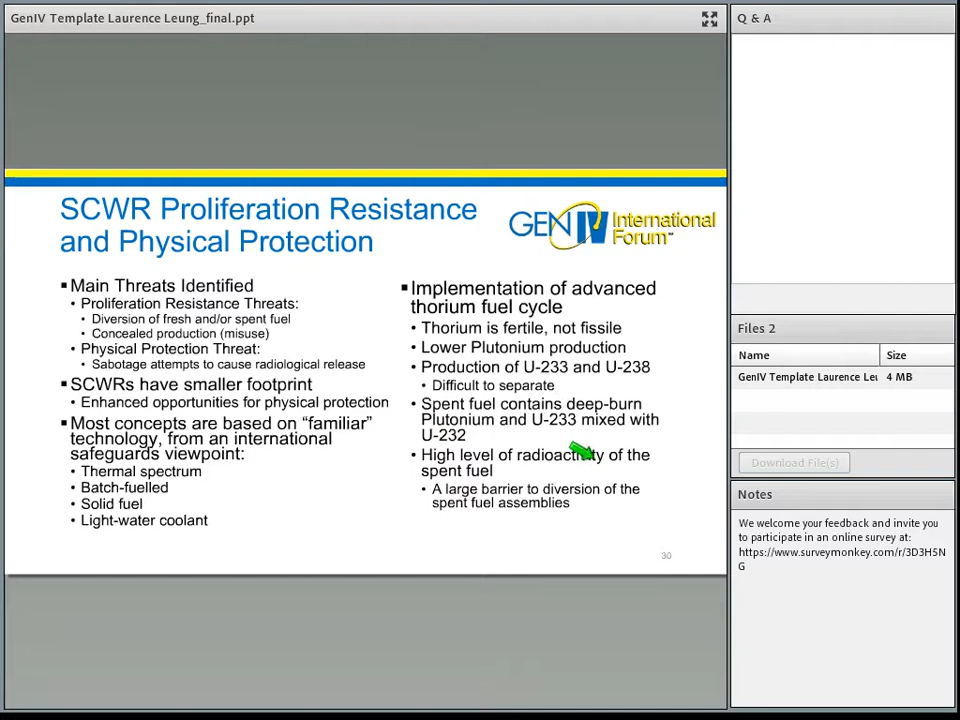 GenIV Template Laurence Leung_final.ppt
SCWR Proliferation Resistance
and Physical Protection
GENIV International
Forum™
▪Main Threats Identified
• Proliferation Resistance Threats:
• Diversion of fresh and/or spent fuel
• Concealed production (misuse)
• Physical Protection Threat:
• Sabotage attempts to cause radiological release
▪SCWRs have smaller footprint
• Enhanced opportunities for physical protection
▪Most concepts are based on “familiar”
technology, from an international
safeguards viewpoint:
• Thermal spectrum
• Batch-fuelled
• Solid fuel
• Light-water coolant
▪Implementation of advanced
thorium fuel cycle
• Thorium is fertile, not fissile
• Lower Plutonium production
• Production of U-233 and U-238
• Difficult to separate
• Spent fuel contains deep-burn
Plutonium and U-233 mixed with
U-232
• High level of radioactivity of the
spent fuel
• A large barrier to diversion of the
spent fuel assemblies
30
Q & A
Files 2
Name Size
GenIV Template Laurence Leu 4 MB
Download File(s)
Notes
We welcome your feedback and invite you
to participate in an online survey at:
https://www.surveymonkey.com/r/3D3H5N
G